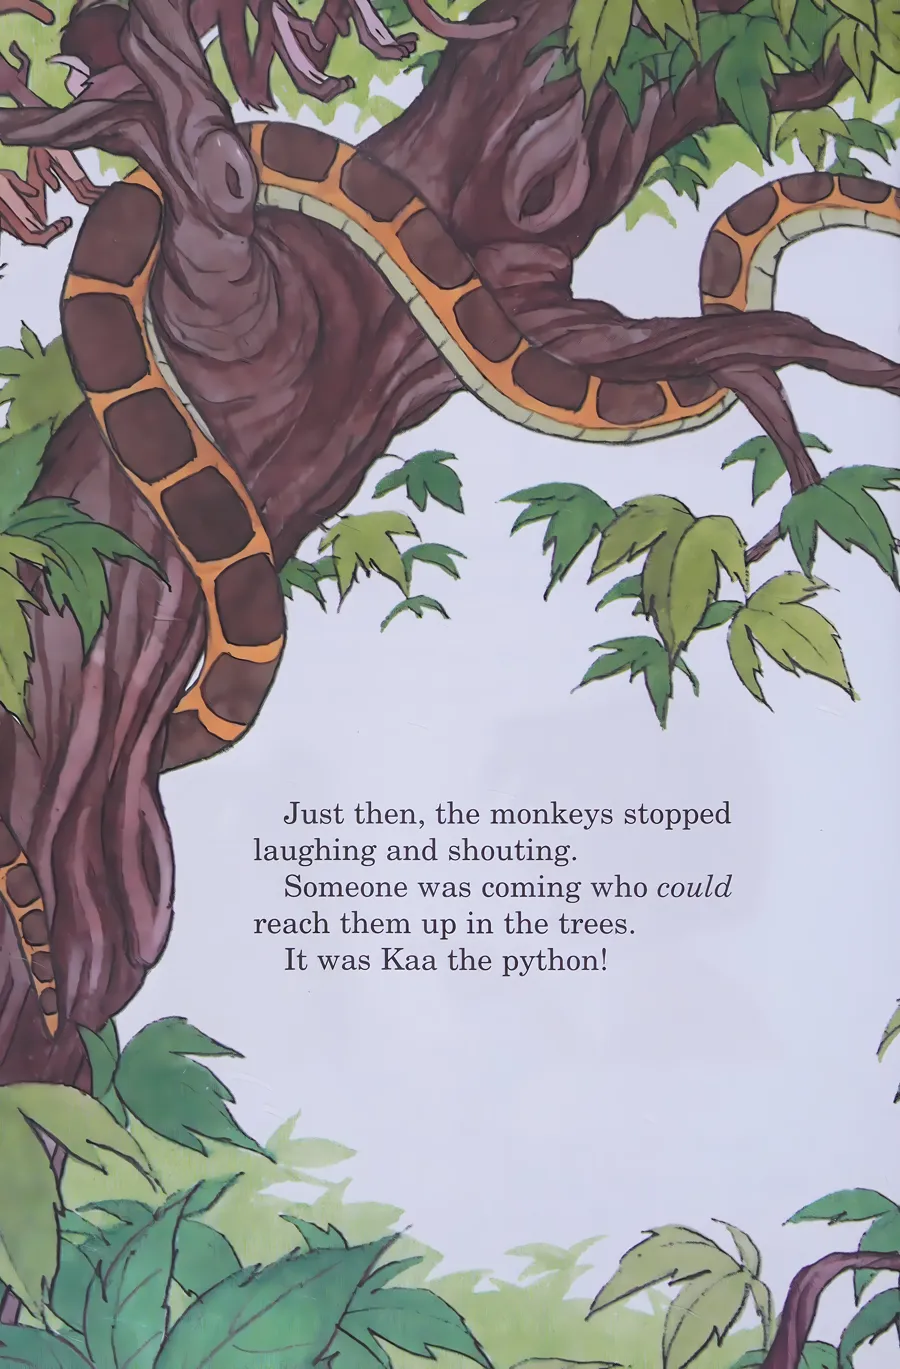 Just then, the monkeys stopped
laughing and shouting.
Someone was coming who could
reach them up in the trees.
It was Kaa the python!